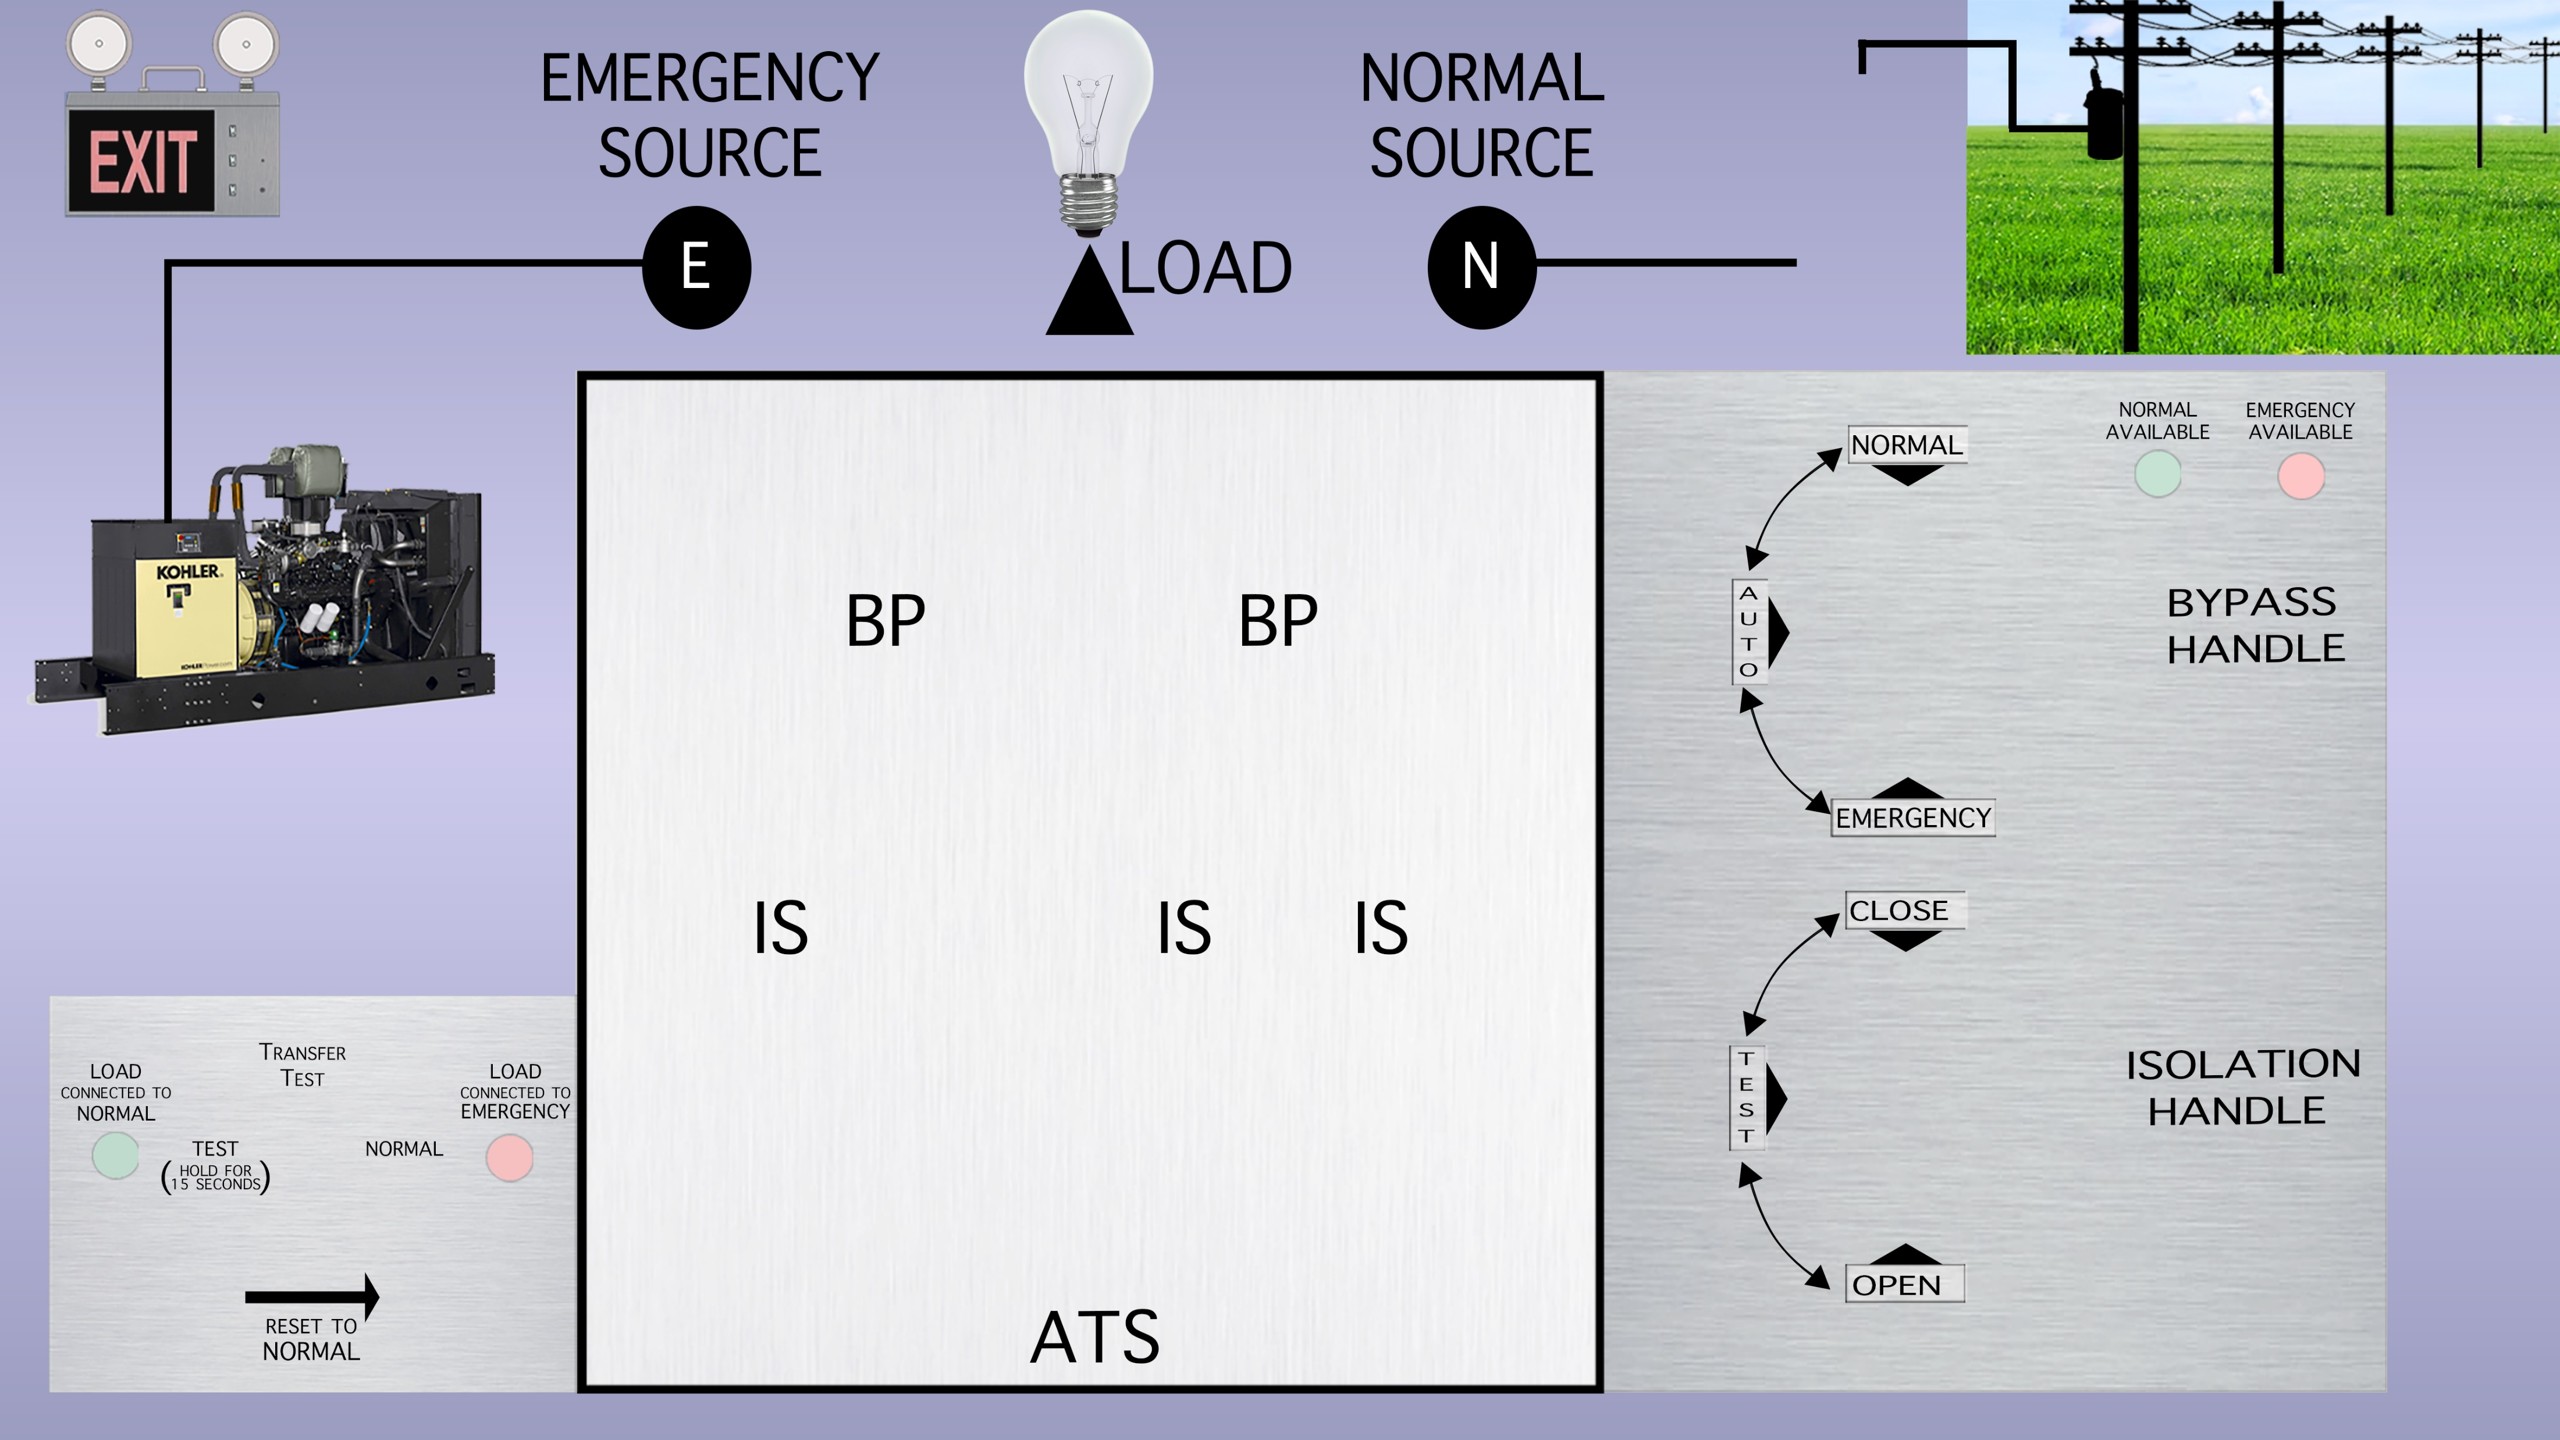 EXIT
EMERGENCY
SOURCE
E
LOAD
NORMAL
SOURCE
N
KOHLER
BP
BP
IS
IS
IS
ATS
TRANSFER
TEST
LOAD
CONNECTED TO
NORMAL
LOAD
CONNECTED TO
EMERGENCY
TEST
(HOLD FOR
15 SECONDS)
NORMAL
RESET TO
NORMAL
NORMAL
AUTO
EMERGENCY
NORMAL
AVAILABLE
EMERGENCY
AVAILABLE
BYPASS
HANDLE
CLOSE
TEST
OPEN
ISOLATION
HANDLE